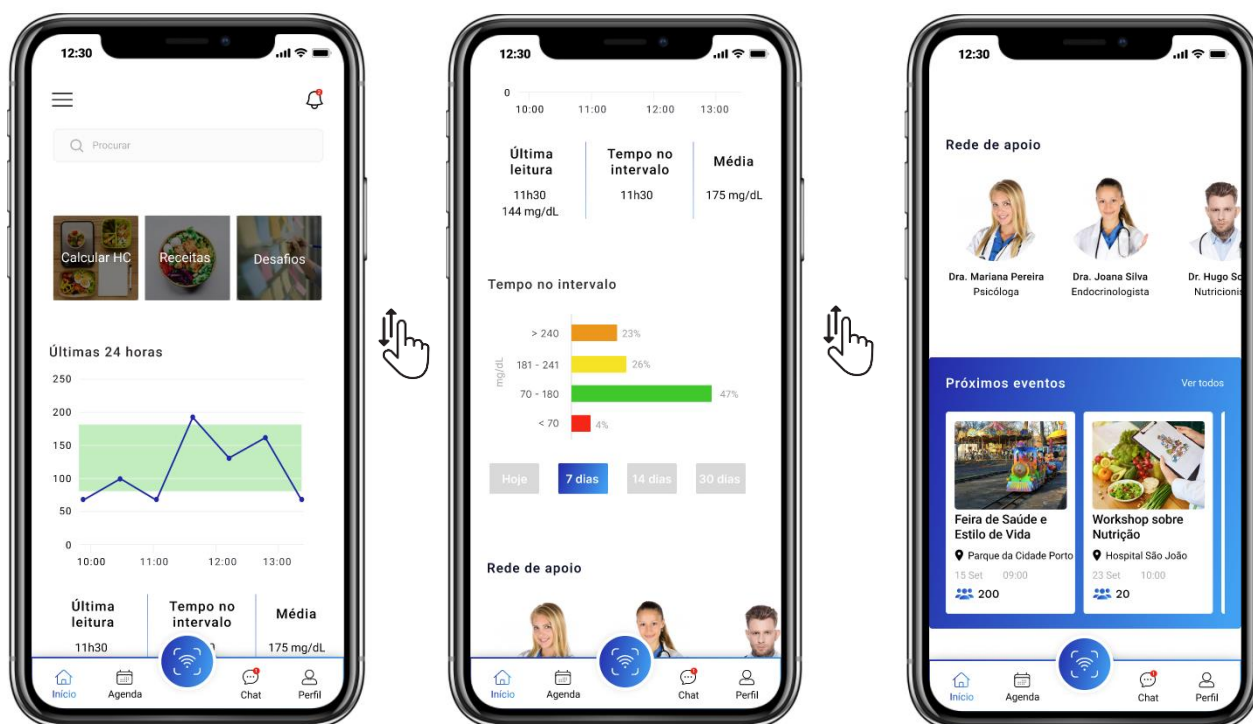 12:30
Procurar
Calcular HC
Receitas
Desafios
Últimas 24 horas
250
200
150
100
50
0
10:00 11:00 12:00 13:00
Última leitura
Tempo no intervalo
Média
11h30
175 mg/dL
Início
Agenda
Chat
Perfil
12:30
0
10:00 11:00 12:00 13:00
Última leitura
Tempo no intervalo
Média
11h30
144 mg/dL
11h30
175 mg/dL
Tempo no intervalo
mg/dL
> 240 23%
181 - 241 26%
70 - 180 47%
< 70 4%
Hoje
7 dias
14 dias
30 dias
Rede de apoio
Início
Agenda
Chat
Perfil
12:30
Rede de apoio
Dra. Mariana Pereira
Psicóloga
Dra. Joana Silva
Endocrinologista
Dr. Hugo
Próximos eventos
Ver todos
Feira de Saúde e
Estilo de Vida
Parque da Cidade Porto
15 Set 09:00
200
Workshop sobre
Nutrição
Hospital São João
23 Set 10:00
20
Início
Agenda
Chat
Perfil